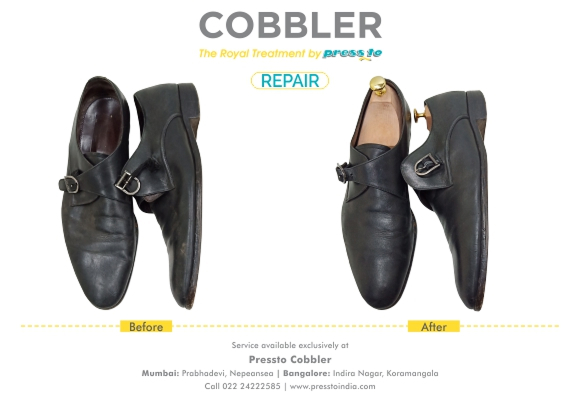 COBBLER
The Royal Treatment by pressto
REPAIR
Before
After
Service available exclusively at
Pressto Cobbler
Mumbai: Prabhadevi, Nepeansea | Bangalore: Indira Nagar, Koramangala
Call 022 24222585 | www.presstoindia.com